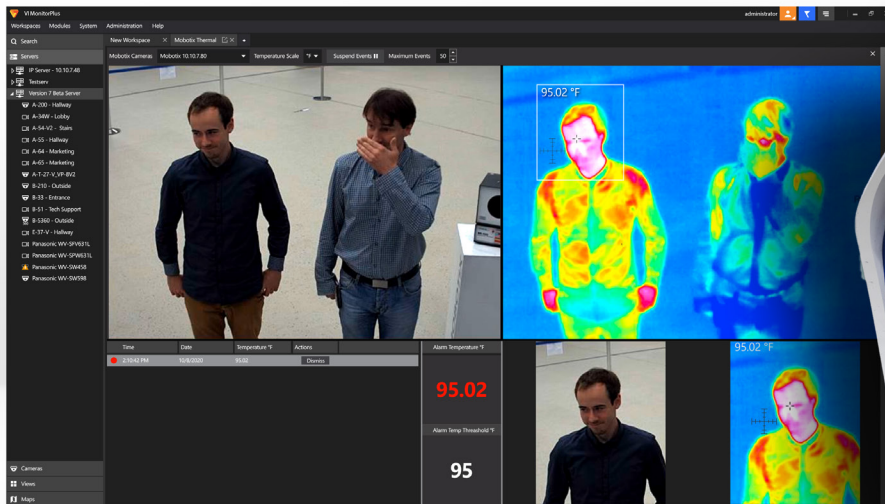 VI MonitorPlus
administrator
Workspaces Modules System Administration Help
Search
New Workspace
Mobotix Thermal
Servers
Mobotix Cameras Mobotix 10.10.7.80 Temperature Scale °F Suspend Events Maximum Events 50
IP Server - 10.10.7.48
Testserv
Version 7 Beta Server
A-200 - Hallway
A-34W - Lobby
A-54-V2 - Stairs
A-55 - Hallway
A-64 - Marketing
A-65 - Marketing
A-T-27-V_VP-BV2
B-210 - Outside
B-33 - Entrance
B-51 - Tech Support
B-5360 - Outside
E-37-V - Hallway
Panasonic WV-SFV631L
Panasonic WV-SPW631L
Panasonic WV-SW458
Panasonic WV-SW598
95.02 °F
Time Date Temperature °F Actions
2:10:42 PM 10/8/2020 95.02 Dismiss
Alarm Temperature °F
95.02
Alarm Temp Threashold °F
95
95.02 °F
Cameras
Views
Maps